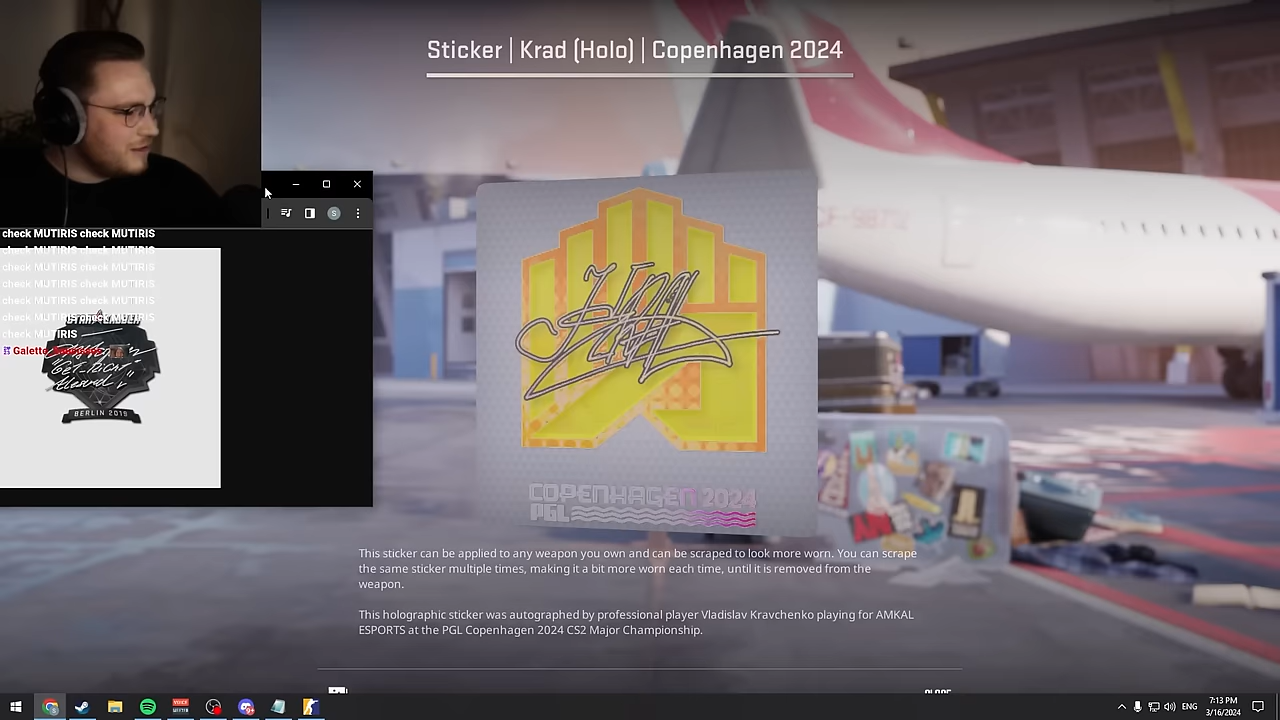 Sticker | Krad (Holo) | Copenhagen 2024
check MUTIRIS check MUTIRIS
check MUTIRIS check MUTIRIS
check MUTIRIS check MUTIRIS
check MUTIRIS check MUTIRIS
check MUTIRIS check MUTIRIS
check MUTIRIS check MUTIRIS
check MUTIRIS
BERLIN 2019
COPENHAGEN 2024
PGL
This sticker can be applied to any weapon you own and can be scraped to look more worn. You can scrape
the same sticker multiple times, making it a bit more worn each time, until it is removed from the
weapon.
This holographic sticker was autographed by professional player Vladislav Kravchenko playing for AMKAL
ESPORTS at the PGL Copenhagen 2024 CS2 Major Championship.
ENG
7:13 PM
3/16/2024